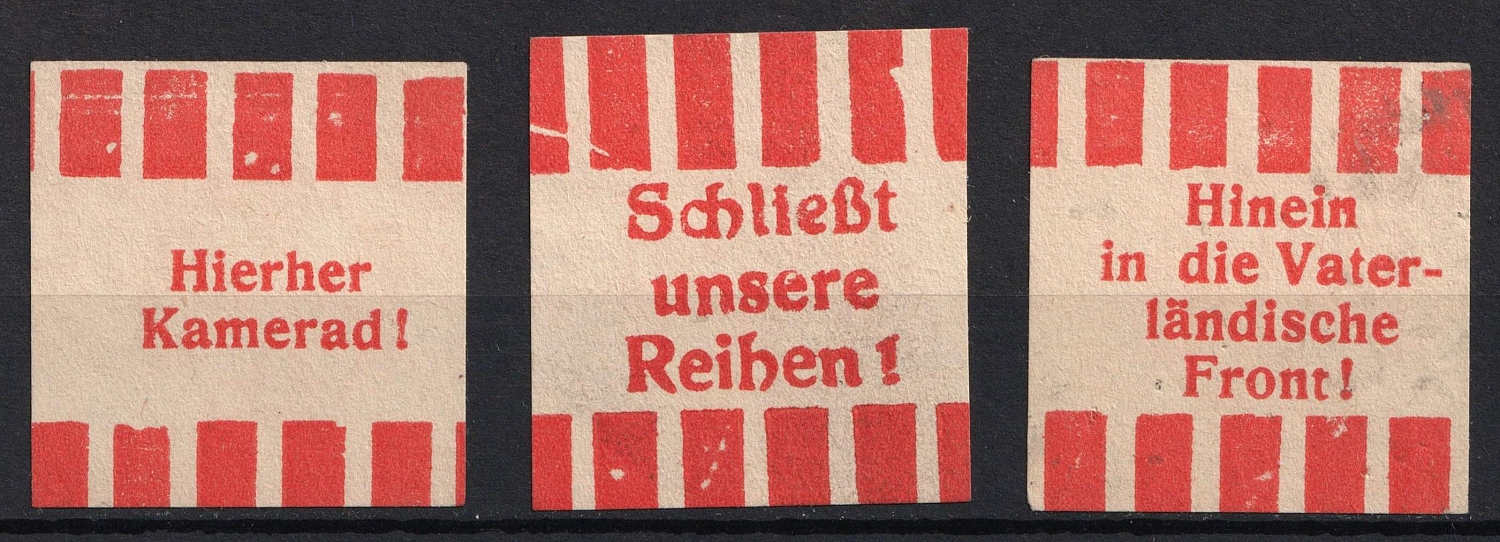 Hierher
Kamerad!
Schließt
unsere
Reihen!
Hinein
in die Vater-
ländische
Front!